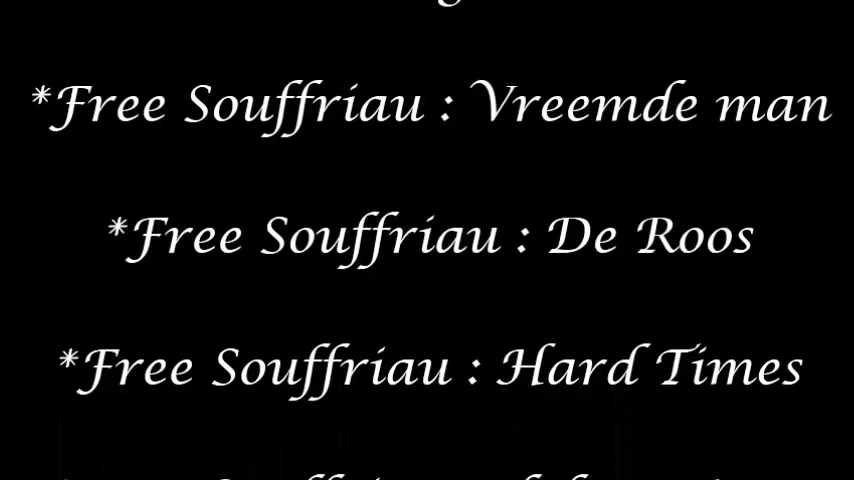 *Free Souffriau : Vreemde man
*Free Souffriau : De Roos
*Free Souffriau : Hard Times